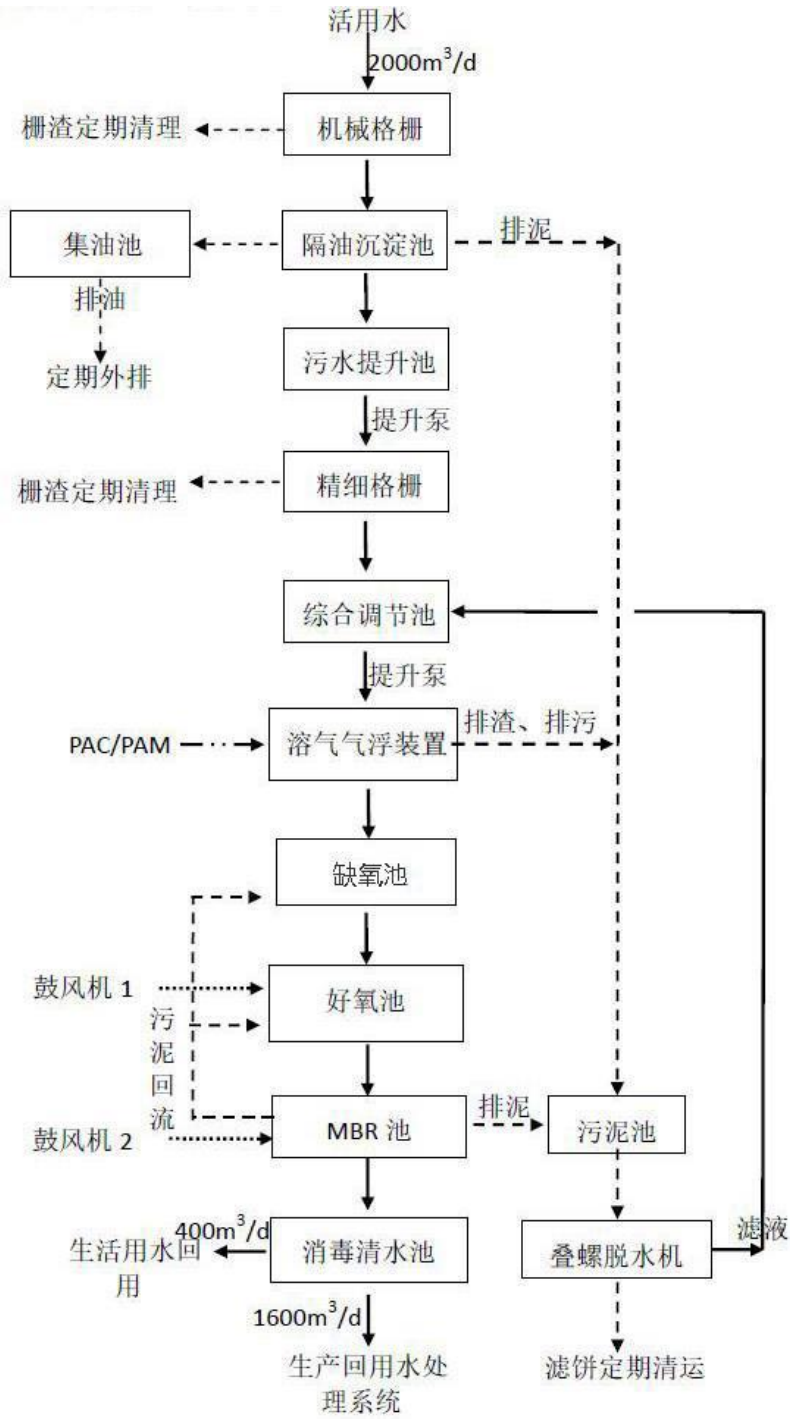 活用水
2000m³/d
栅渣定期清理
机械格栅
集油池
隔油沉淀池
排泥
排油
定期外排
污水提升池
提升泵
栅渣定期清理
精细格栅
综合调节池
提升泵
PAC/PAM
溶气气浮装置
排渣、排污
缺氧池
鼓风机 1
好氧池
污泥回流
鼓风机 2
MBR 池
排泥
污泥池
400m³/d
生活用水回
用
消毒清水池
叠螺脱水机
滤液
1600m³/d
生产回用水处
理系统
滤饼定期清运